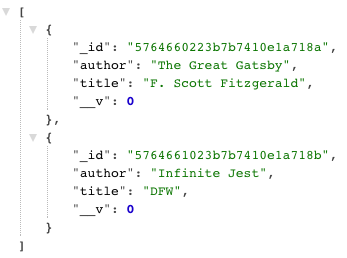 [
{
"_id": "5764660223b7b7410e1a718a",
"author": "The Great Gatsby",
"title": "F. Scott Fitzgerald",
"__v": 0
},
{
"_id": "5764661023b7b7410e1a718b",
"author": "Infinite Jest",
"title": "DFW",
"__v": 0
}
]